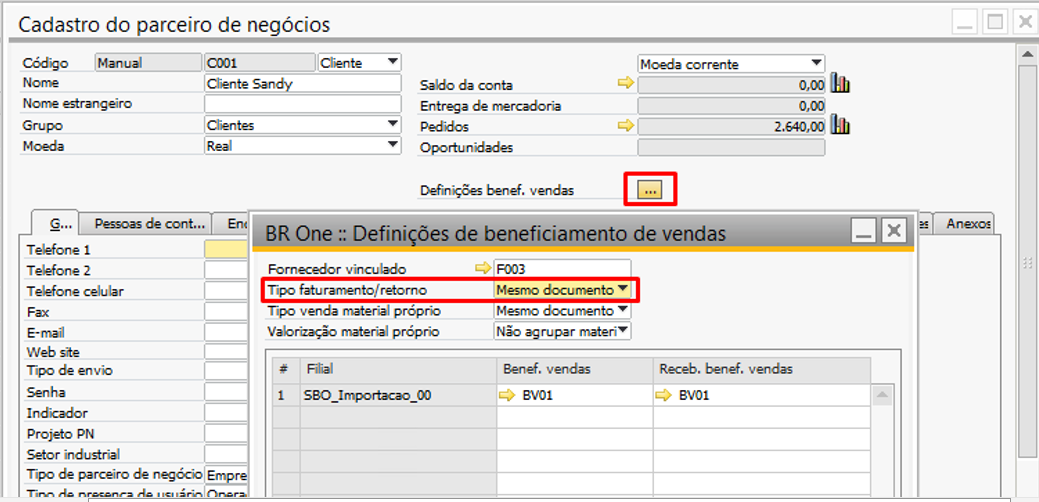 Cadastro do parceiro de negócios
Código Manual C001 Cliente
Nome Cliente Sandy
Nome estrangeiro
Grupo Clientes
Moeda Real
Moeda corrente
Saldo da conta 0,00
Entrega de mercadoria 0,00
Pedidos 2.640,00
Oportunidades
Definições benef. vendas ...
G... Pessoas de cont... Anexos
Telefone 1
Telefone 2
Telefone celular
Fax
E-mail
Web site
Tipo de envio
Senha
Indicador
Projeto PN
Setor industrial
Tipo de parceiro de negócio Empre
Tipo de presença de usuário Opera
BR One :: Definições de beneficiamento de vendas
Fornecedor vinculado F003
Tipo faturamento/retorno Mesmo documento
Tipo venda material próprio Mesmo documento
Valorização material próprio Não agrupar materi
# Filial Benef. vendas Receb. benef. vendas
1 SBO_Importacao_00 BV01 BV01